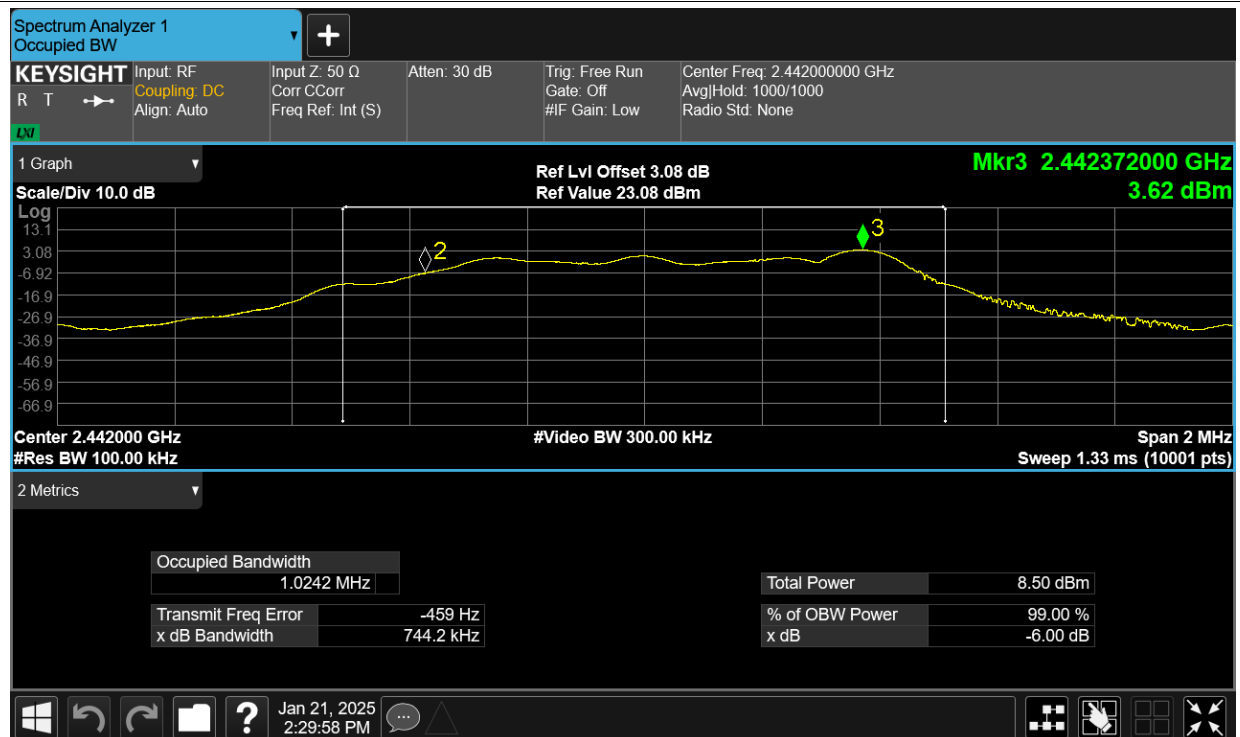 Spectrum Analyzer 1
Occupied BW
+
KEYSIGHT Input: RF Input Z: 50 Ω Atten: 30 dB Trig: Free Run Center Freq: 2.442000000 GHz
R T Coupling: DC Corr CCorr Gate: Off Avg|Hold: 1000/1000
Align: Auto Freq Ref: Int (S) #IF Gain: Low Radio Std: None
LXI
1 Graph Ref Lvl Offset 3.08 dB Mkr3 2.442372000 GHz
Scale/Div 10.0 dB Ref Value 23.08 dBm 3.62 dBm
Log
13.1
3.08
-6.92
-16.9
-26.9
-36.9
-46.9
-56.9
-66.9
2
3
Center 2.442000 GHz #Video BW 300.00 kHz Span 2 MHz
#Res BW 100.00 kHz Sweep 1.33 ms (10001 pts)
2 Metrics
Occupied Bandwidth
1.0242 MHz Total Power 8.50 dBm
Transmit Freq Error -459 Hz % of OBW Power 99.00 %
x dB Bandwidth 744.2 kHz x dB -6.00 dB
? Jan 21, 2025
2:29:58 PM